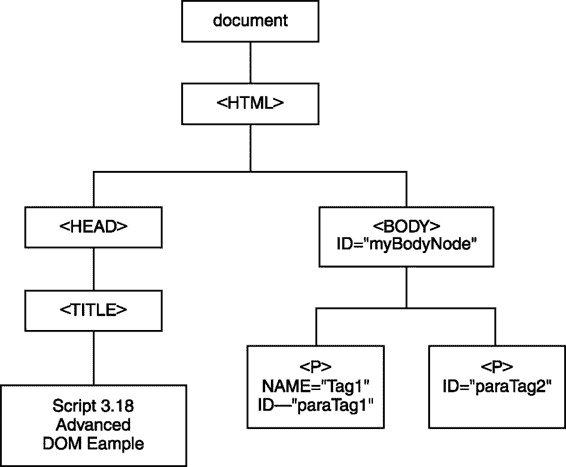 document
<HTML>
<HEAD>
<BODY>
ID="myBodyNode"
<TITLE>
<P>
NAME="Tag1"
ID—"paraTag1"
<P>
ID="paraTag2"
Script 3.18
Advanced
DOM Eample